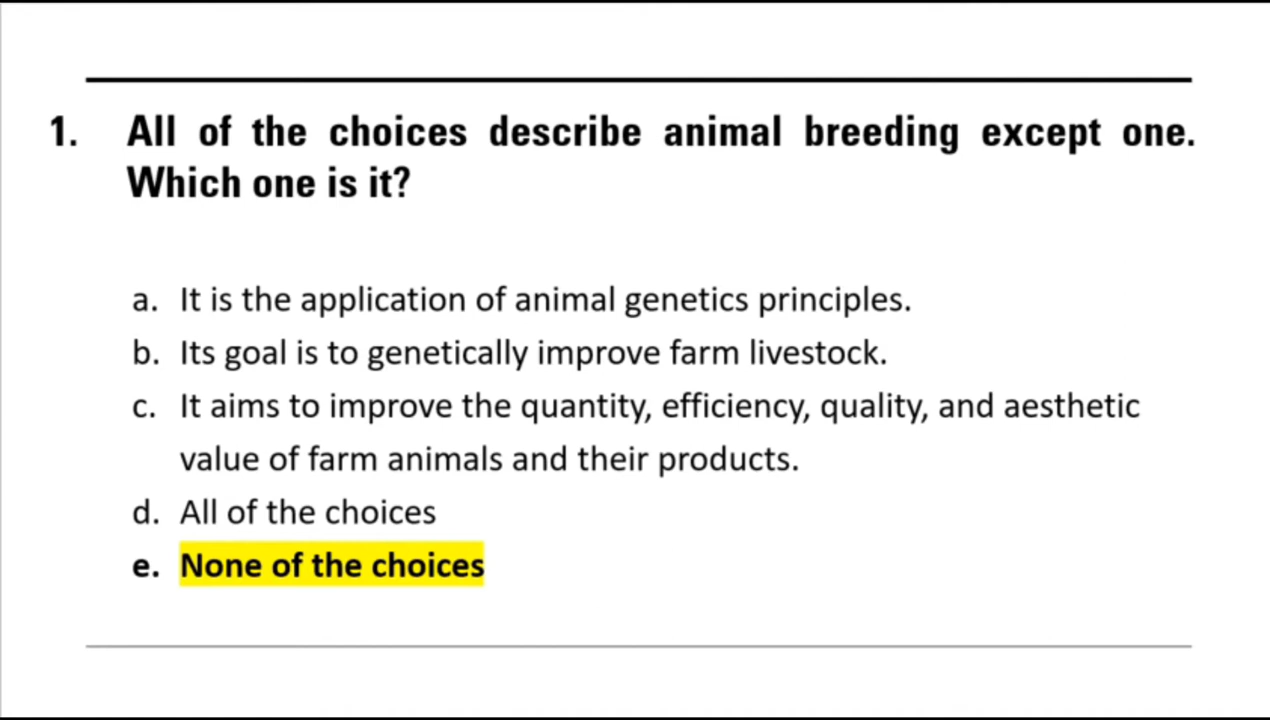 1. All of the choices describe animal breeding except one.
Which one is it?
a. It is the application of animal genetics principles.
b. Its goal is to genetically improve farm livestock.
c. It aims to improve the quantity, efficiency, quality, and aesthetic
value of farm animals and their products.
d. All of the choices
e. None of the choices